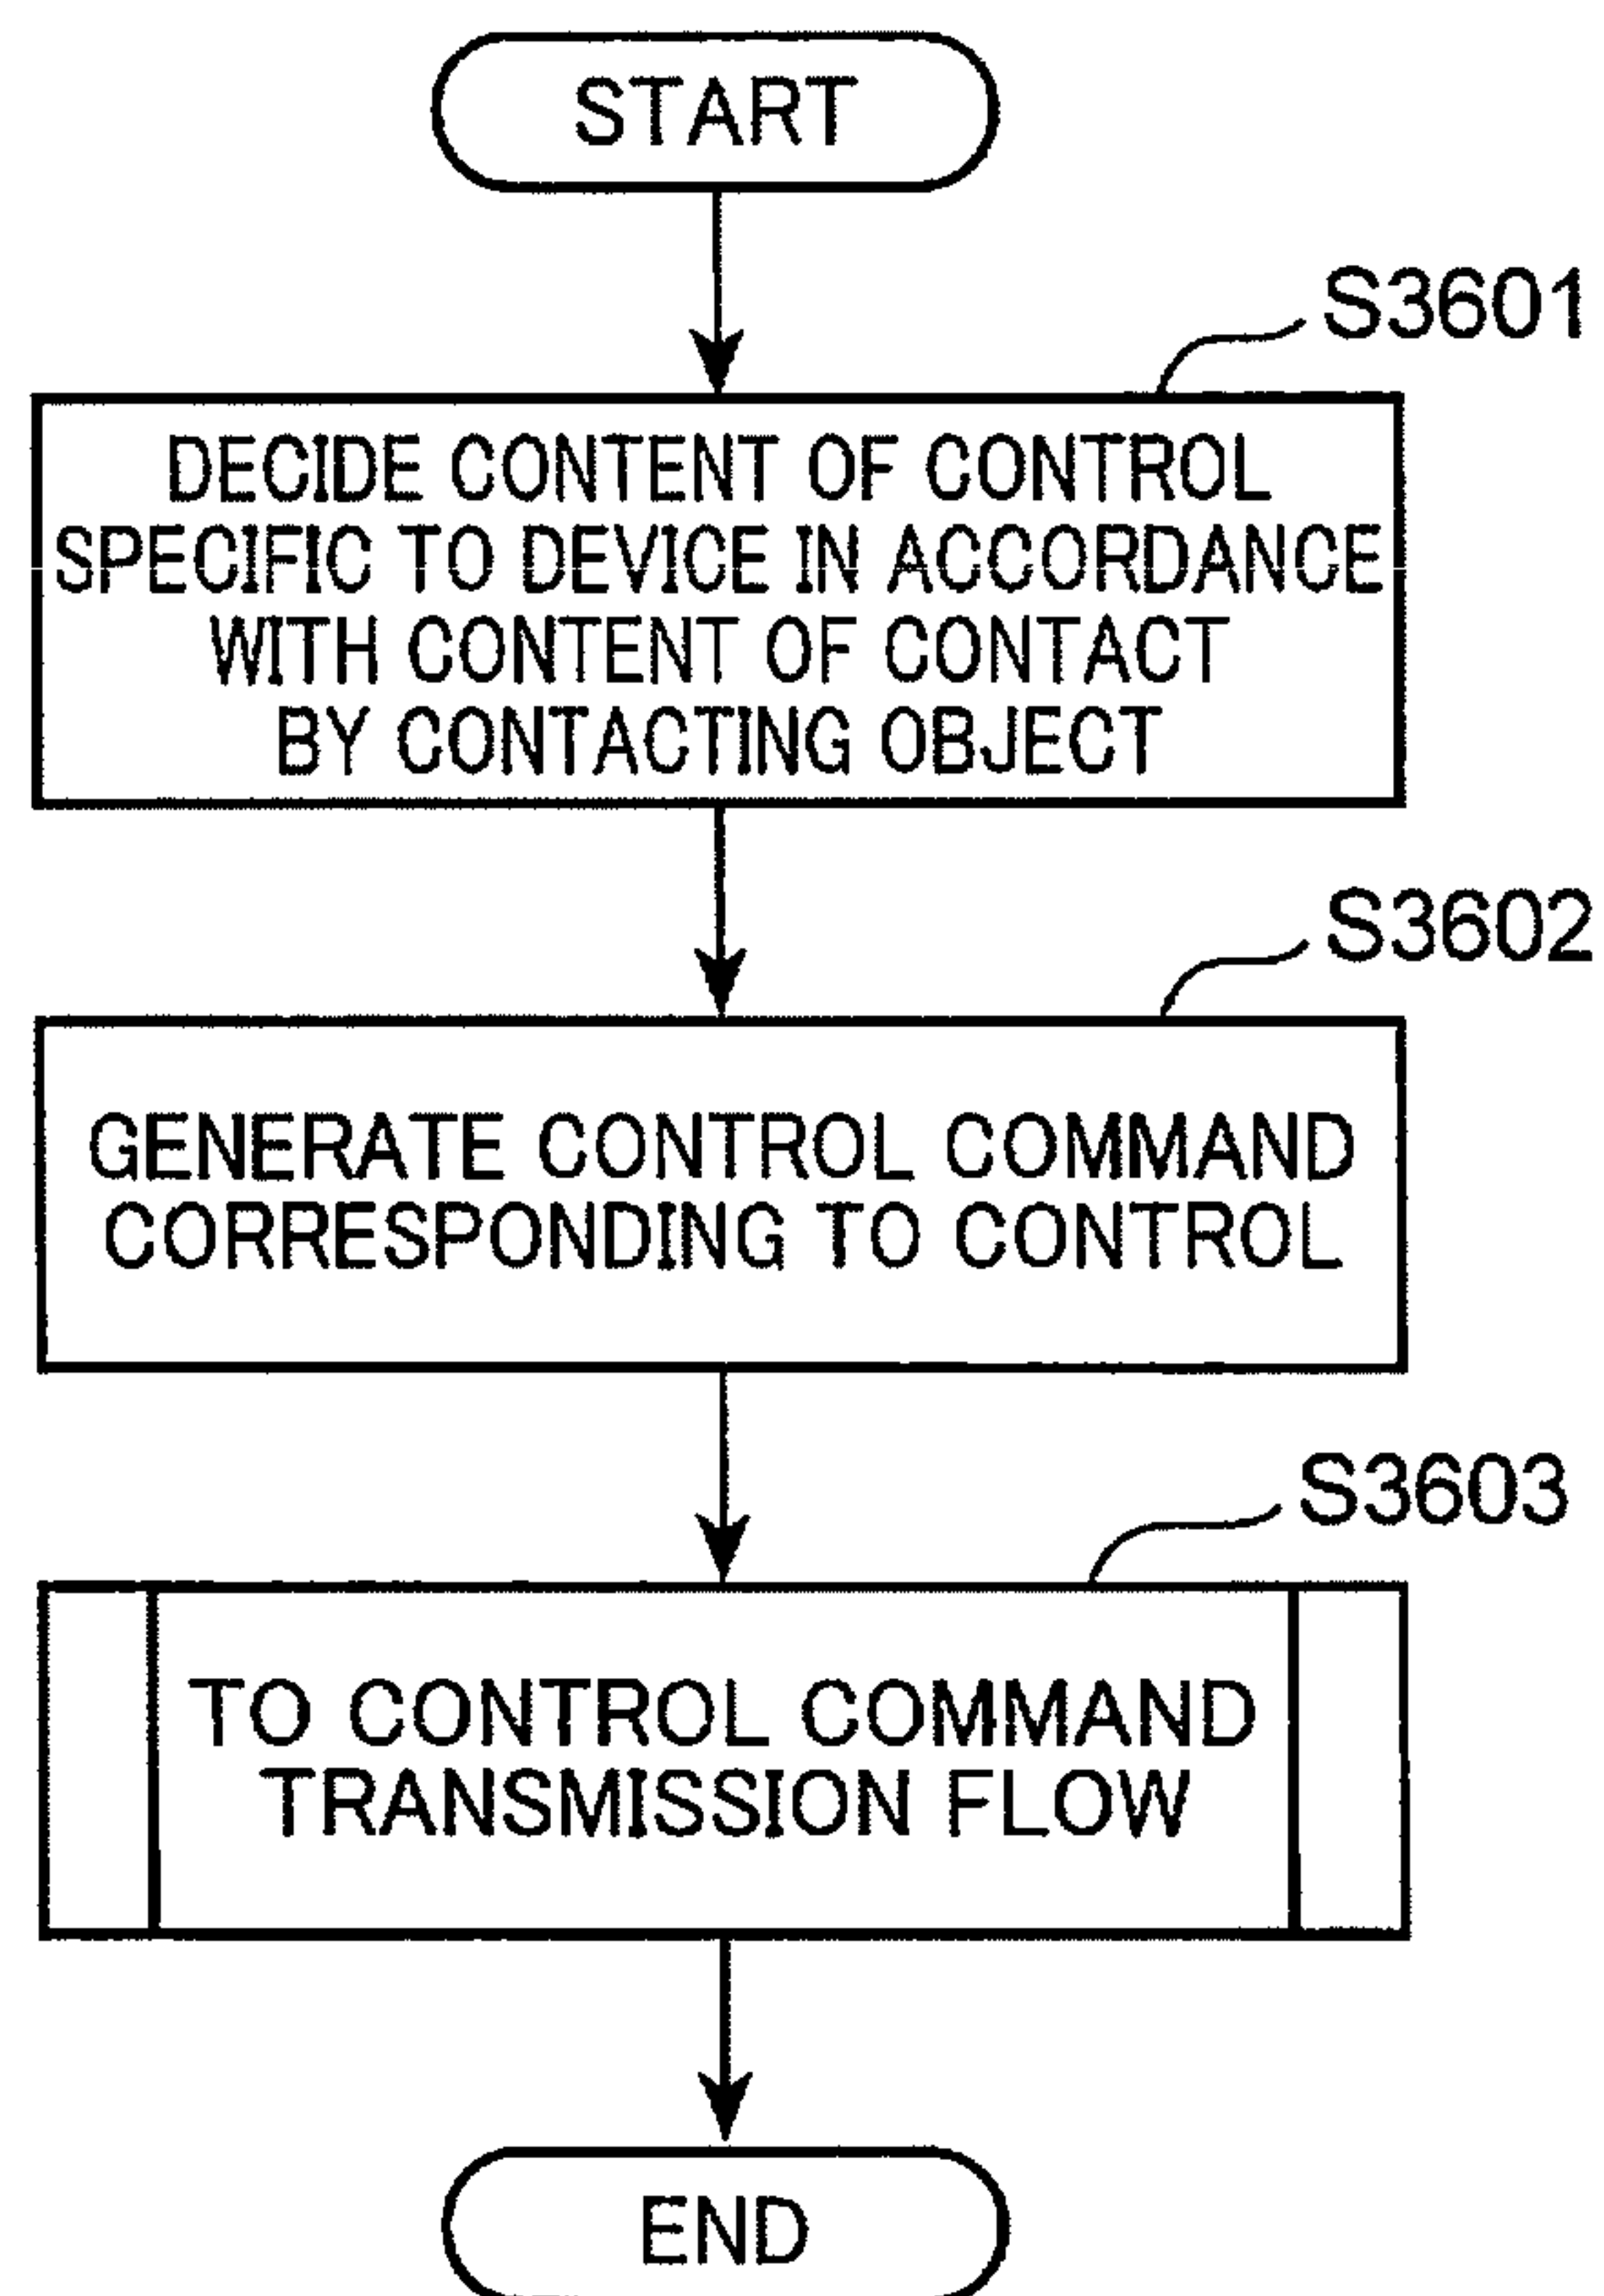 START
S3601
DECIDE CONTENT OF CONTROL
SPECIFIC TO DEVICE IN ACCORDANCE
WITH CONTENT OF CONTACT
BY CONTACTING OBJECT
S3602
GENERATE CONTROL COMMAND
CORRESPONDING TO CONTROL
S3603
TO CONTROL COMMAND
TRANSMISSION FLOW
END